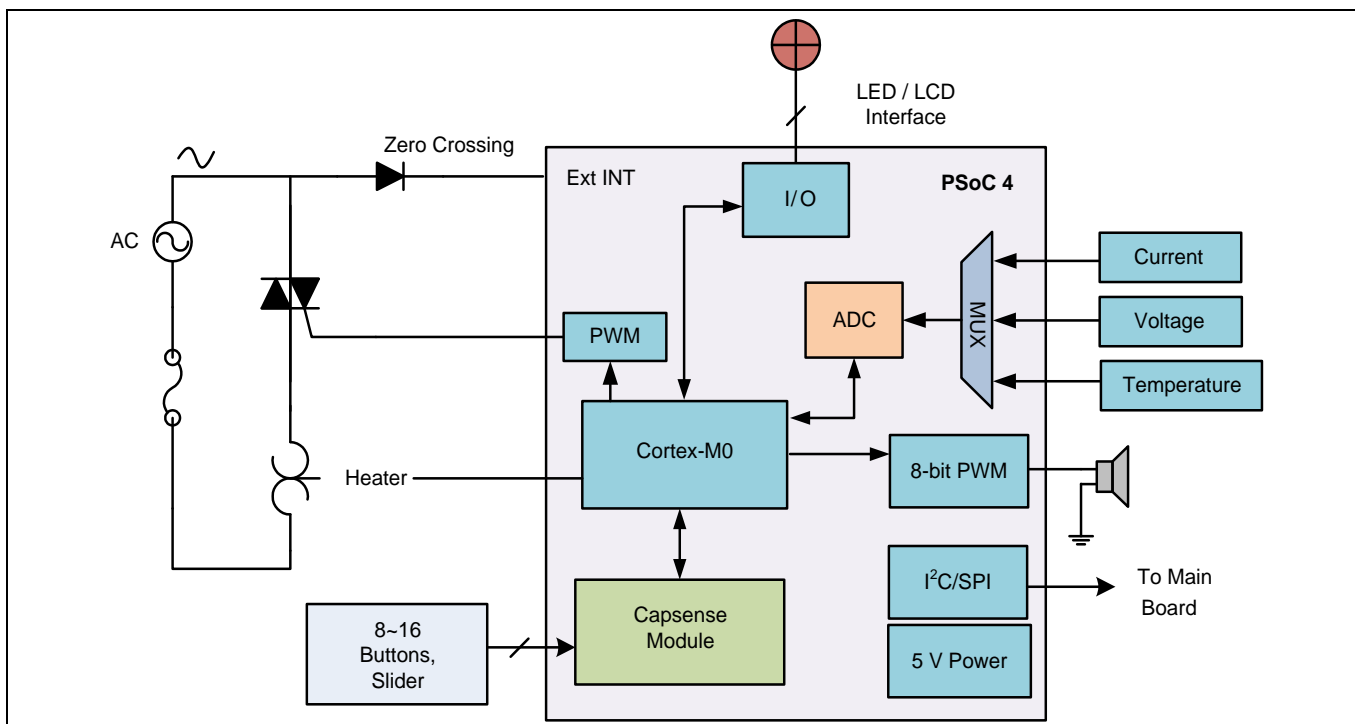 LED / LCD
Interface
Zero Crossing
Ext INT
PSoC 4
I/O
AC
Current
ADC
MUX
Voltage
PWM
Temperature
Cortex-M0
8-bit PWM
Heater
I²C/SPI
To Main
Board
Capsense
Module
8~16
Buttons,
Slider
5 V Power